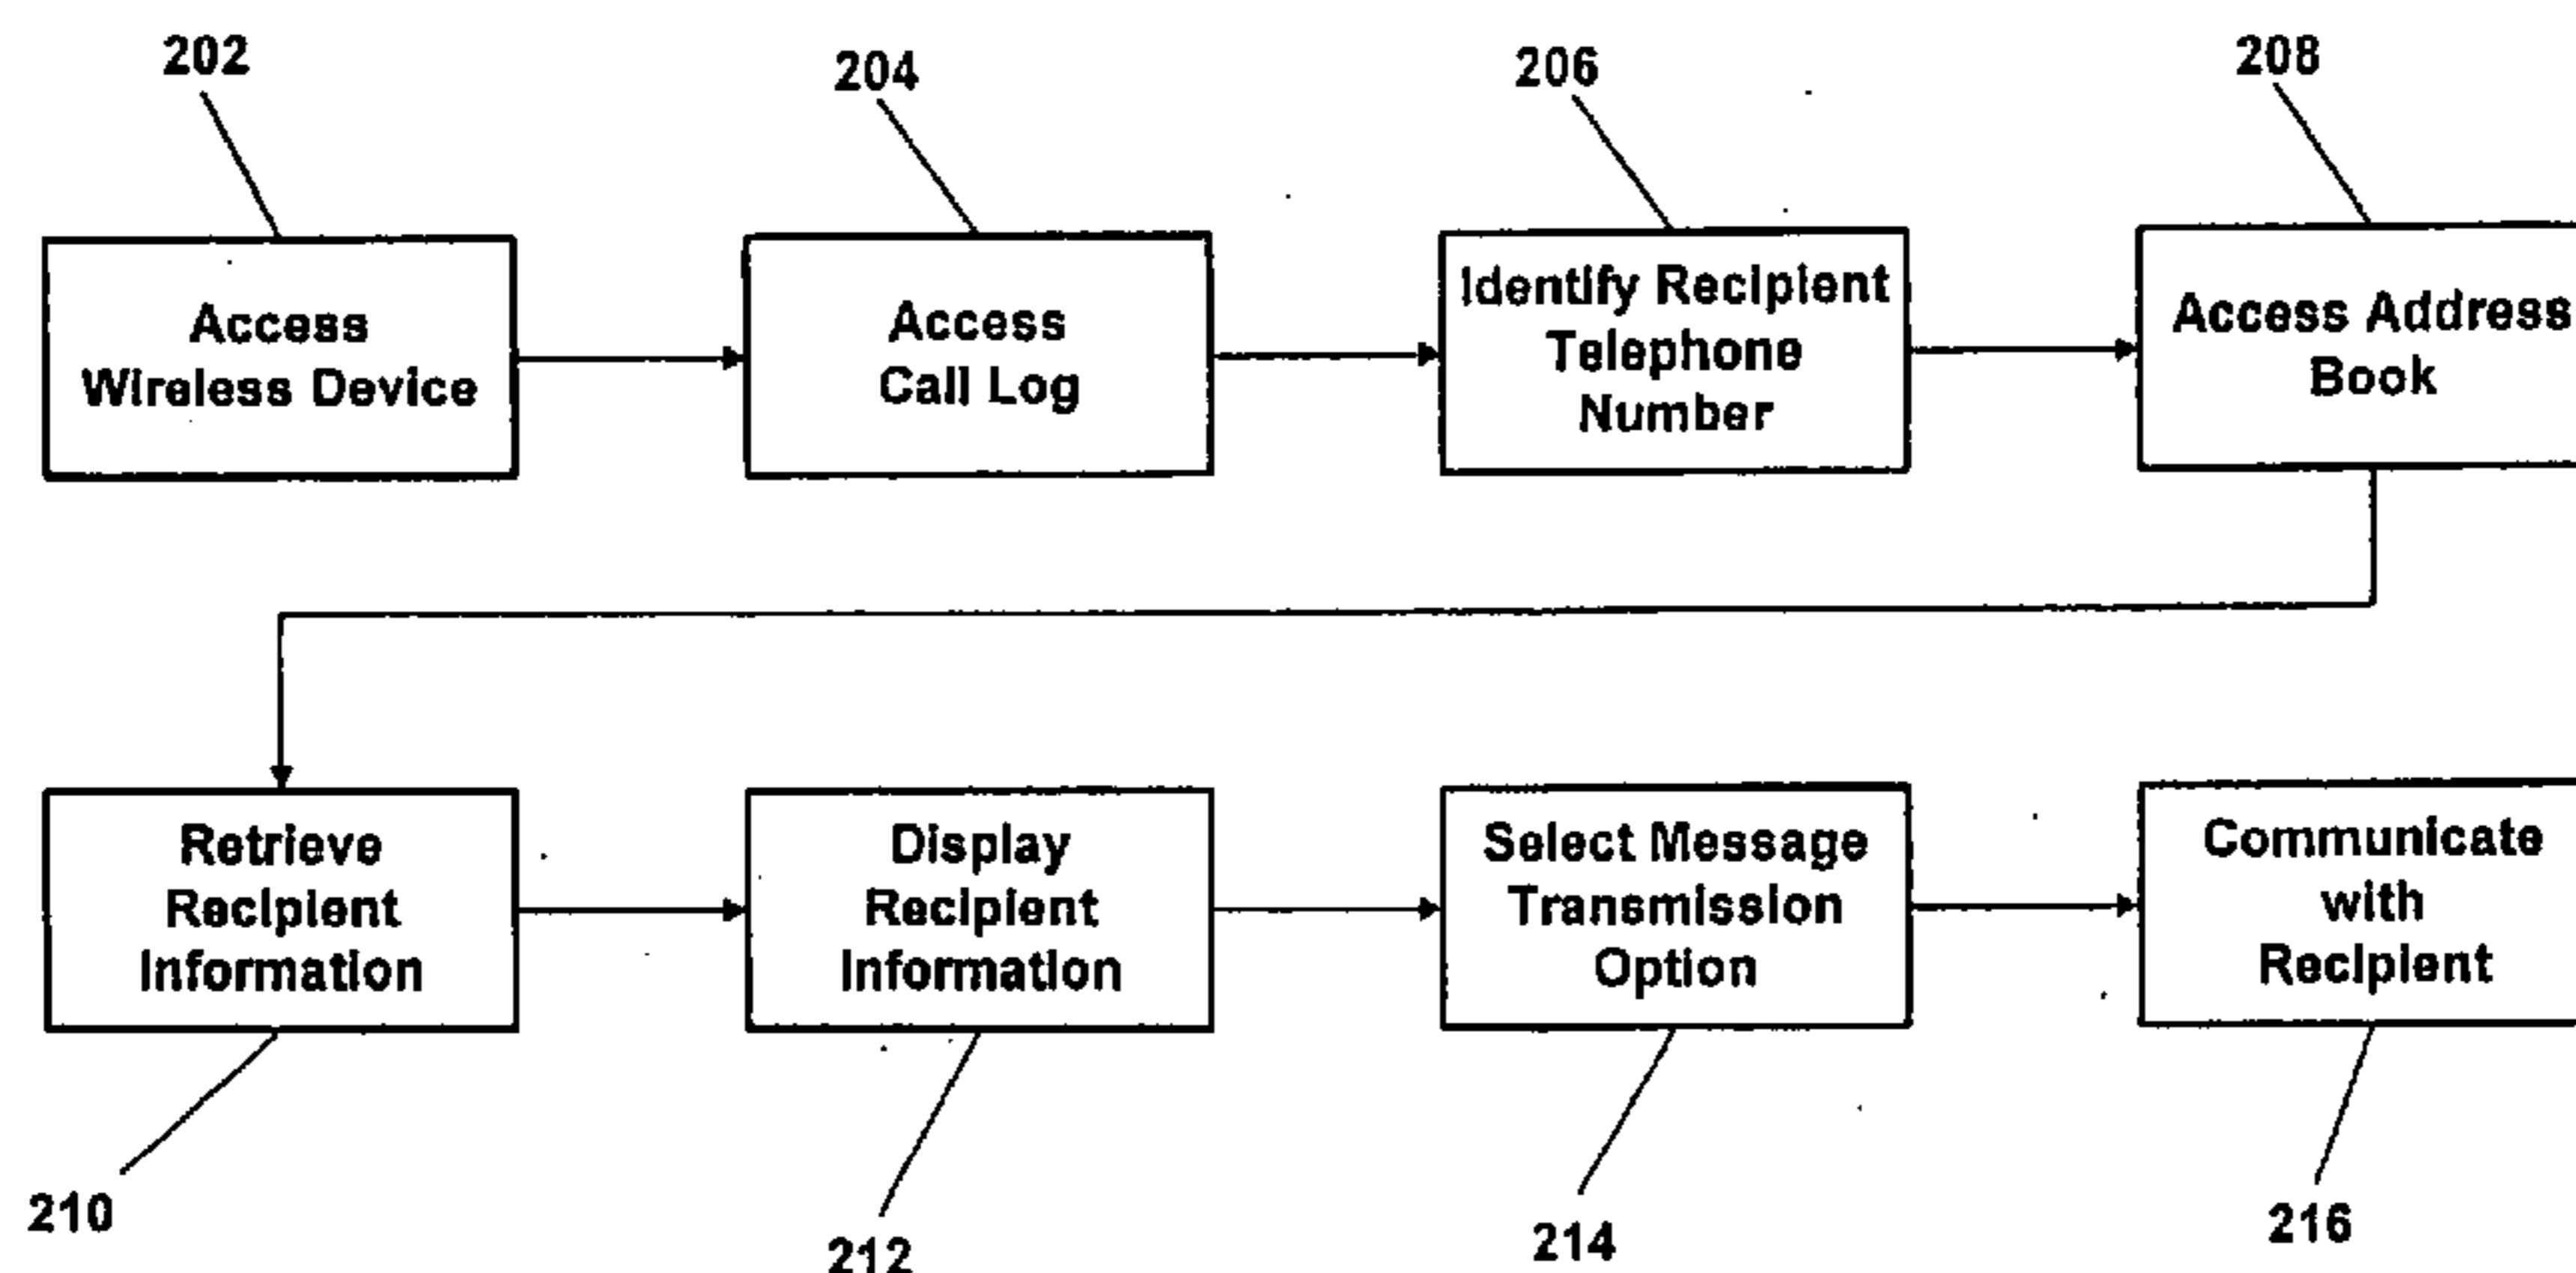 202
204
206
208
Access
Wireless Device
Access
Call Log
Identify Recipient
Telephone
Number
Access Address
Book
Retrieve
Recipient
Information
Display
Recipient
Information
Select Message
Transmission
Option
Communicate
with
Recipient
210
212
214
216